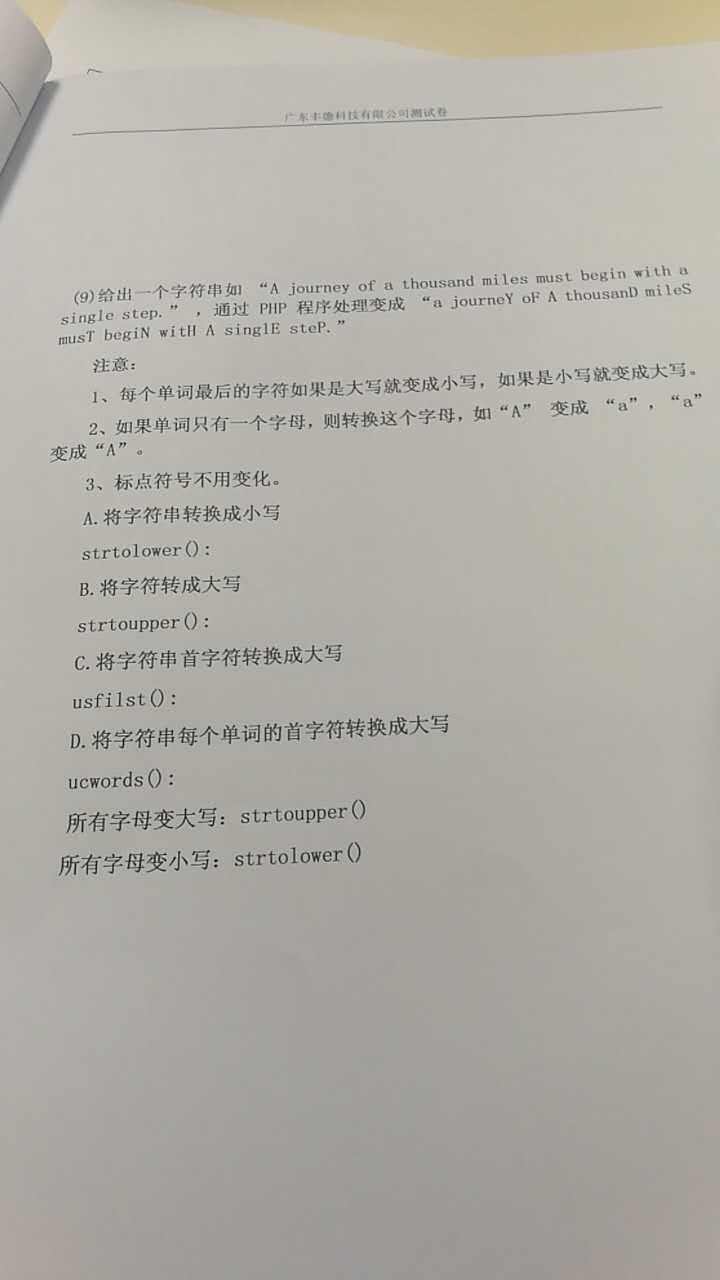 广东丰德科技有限公司测试卷
(9)给出一个字符串如 “A journey of a thousand miles must begin with a
single step.” ，通过 PHP 程序处理变成 “a journeY oF A thousanD mileS
musT begiN witH A singlE steP.”
注意：
1、每个单词最后的字符如果是大写就变成小写，如果是小写就变成大写。
2、如果单词只有一个字母，则转换这个字母，如“A” 变成 “a”，“a”
变成“A”。
3、标点符号不用变化。
A.将字符串转换成小写
strtolower():
B.将字符转成大写
strtoupper():
C.将字符串首字符转换成大写
usfilst():
D.将字符串每个单词的首字符转换成大写
ucwords():
所有字母变大写：strtoupper()
所有字母变小写：strtolower()